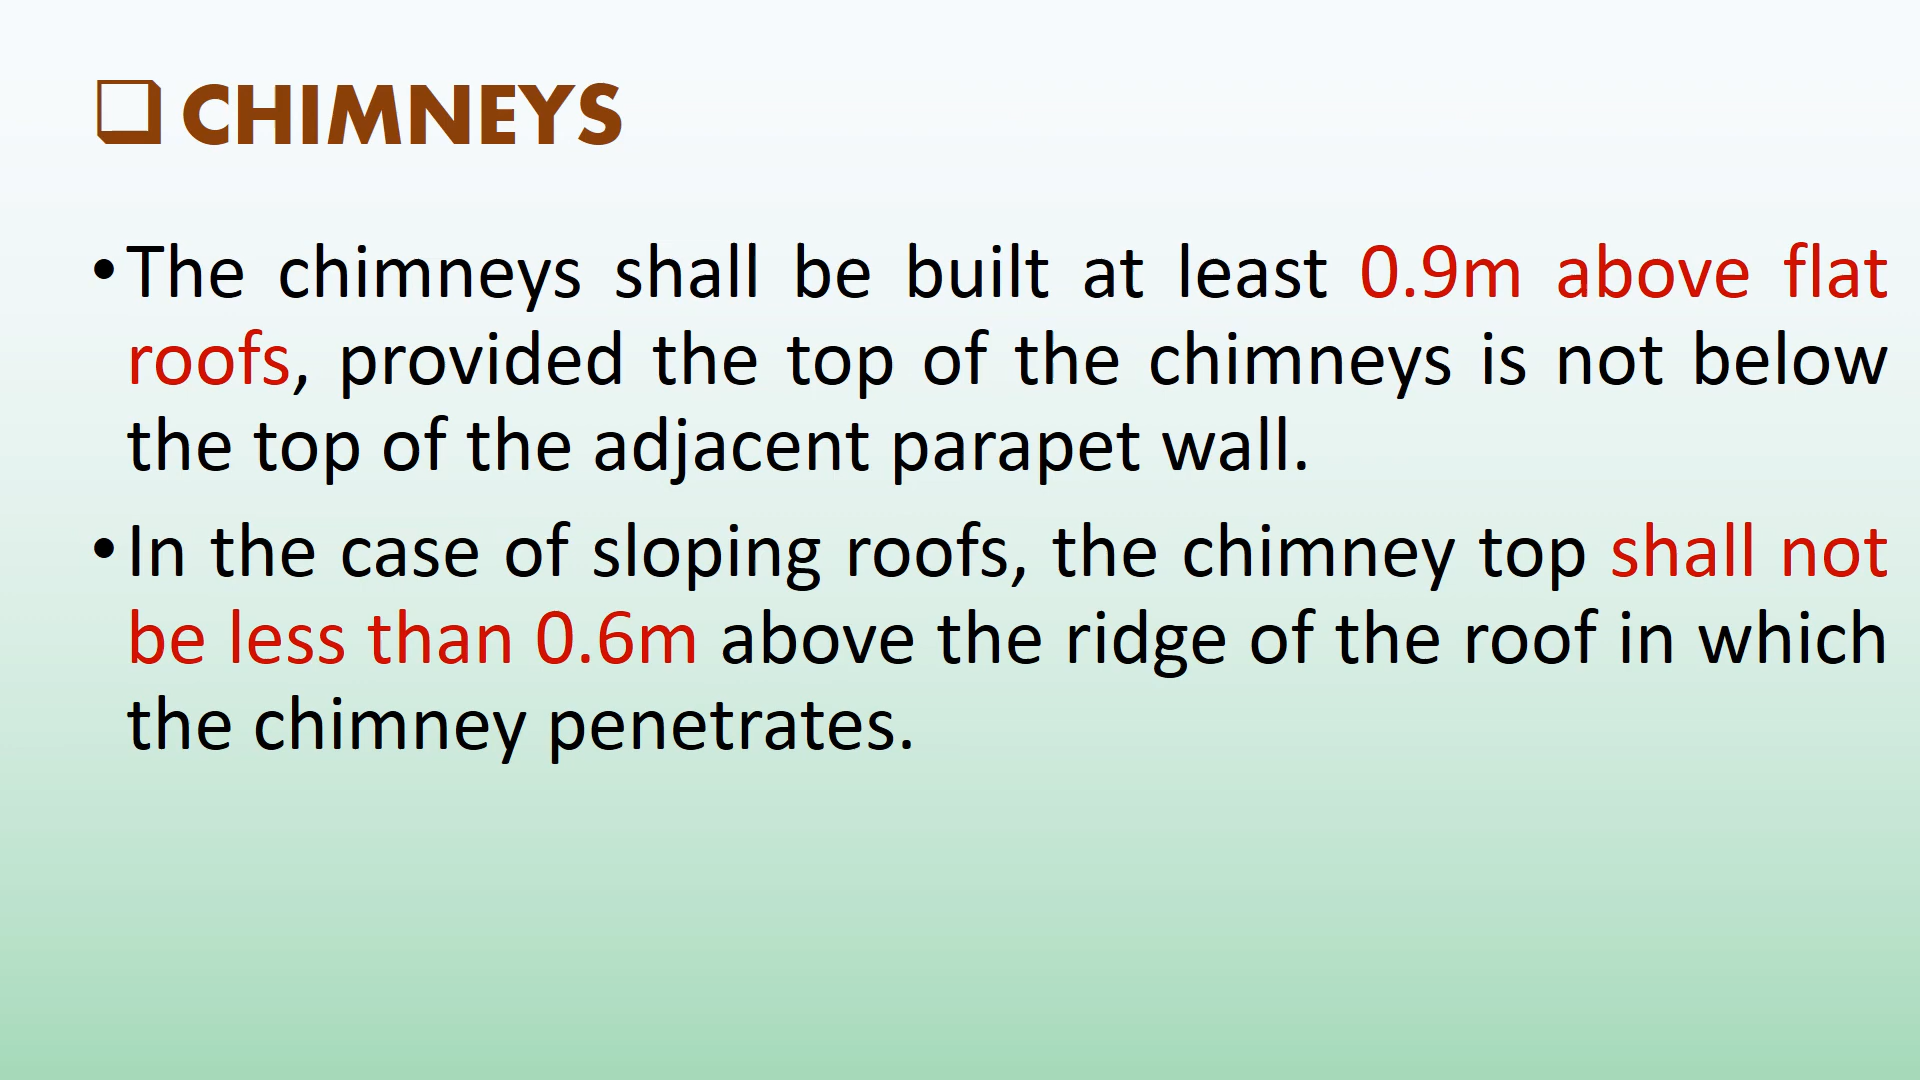 ❑ CHIMNEYS
• The chimneys shall be built at least 0.9m above flat
roofs, provided the top of the chimneys is not below
the top of the adjacent parapet wall.
• In the case of sloping roofs, the chimney top shall not
be less than 0.6m above the ridge of the roof in which
the chimney penetrates.